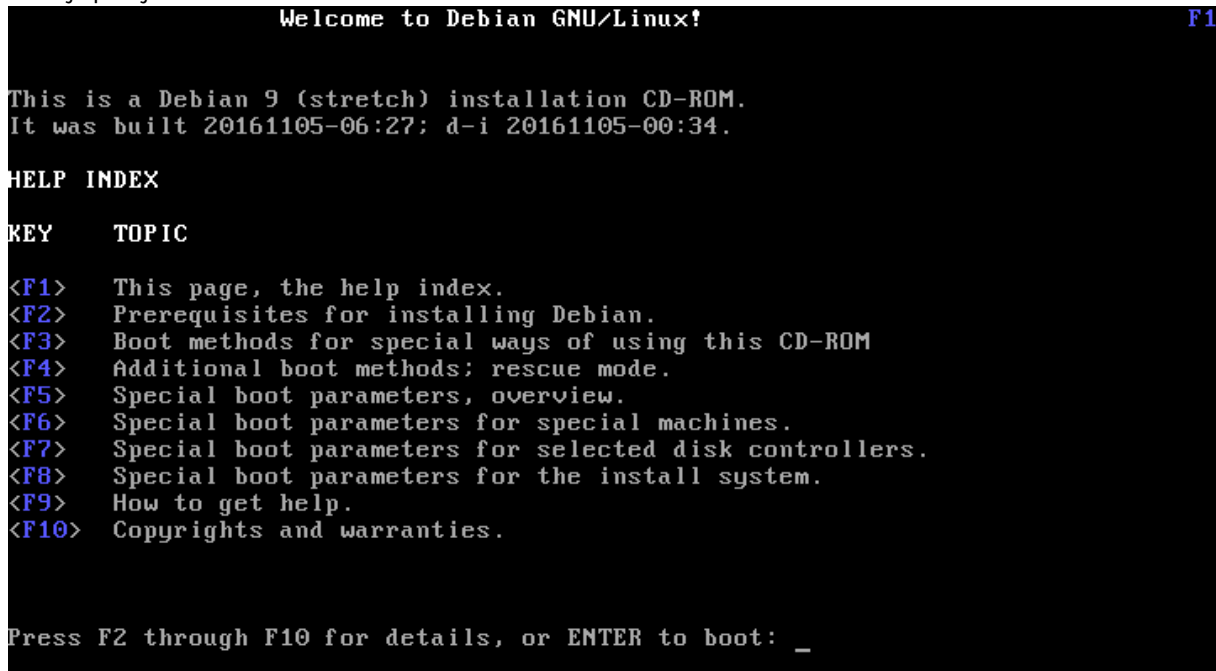 Welcome to Debian GNU/Linux! F1
This is a Debian 9 (stretch) installation CD-ROM.
It was built 20161105-06:27; d-i 20161105-00:34.
HELP INDEX
KEY TOPIC
<F1> This page, the help index.
<F2> Prerequisites for installing Debian.
<F3> Boot methods for special ways of using this CD-ROM
<F4> Additional boot methods; rescue mode.
<F5> Special boot parameters, overview.
<F6> Special boot parameters for special machines.
<F7> Special boot parameters for selected disk controllers.
<F8> Special boot parameters for the install system.
<F9> How to get help.
<F10> Copyrights and warranties.
Press F2 through F10 for details, or ENTER to boot: _